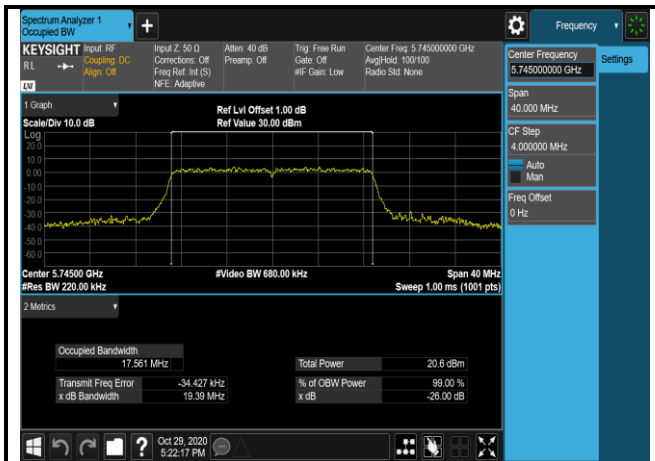 Spectrum Analyzer 1
Occupied BW
+
Frequency
KEYSIGHT
RL
LXI
Input: RF
Coupling: DC
Align: Off
Input Z: 50 Ω
Corrections: Off
Freq Ref: Int (S)
NFE: Adaptive
Atten: 40 dB
Preamp: Off
Trig: Free Run
Gate: Off
#IF Gain: Low
Center Freq: 5.745000000 GHz
Avg|Hold: 100/100
Radio Std: None
Center Frequency
5.745000000 GHz
Settings
Span
40.000 MHz
CF Step
4.000000 MHz
Auto
Man
Freq Offset
0 Hz
1 Graph
Scale/Div 10.0 dB
Ref Lvl Offset 1.00 dB
Ref Value 30.00 dBm
Log
20.0
10.0
0.00
-10.0
-20.0
-30.0
-40.0
-50.0
-60.0
Center 5.74500 GHz
#Video BW 680.00 kHz
Span 40 MHz
#Res BW 220.00 kHz
Sweep 1.00 ms (1001 pts)
2 Metrics
Occupied Bandwidth
17.561 MHz
Total Power 20.6 dBm
Transmit Freq Error -34.427 kHz
% of OBW Power 99.00 %
x dB Bandwidth 19.39 MHz
x dB -26.00 dB
?
Oct 29, 2020
5:22:17 PM